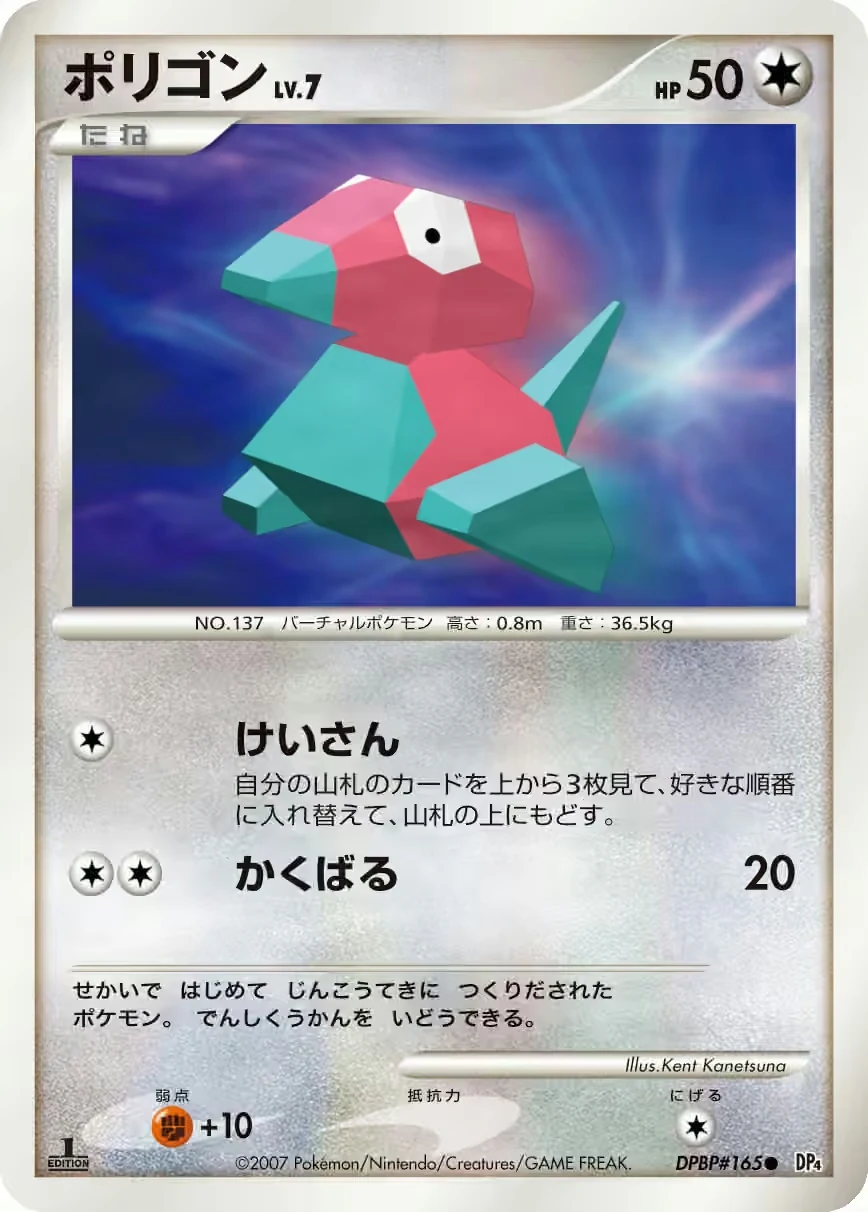 ポリゴン LV.7 HP 50
たね
NO.137 バーチャルポケモン 高さ：0.8m 重さ：36.5kg
けいさん
自分の山札のカードを上から3枚見て、好きな順番
に入れ替えて、山札の上にもどす。
かくばる 20
せかいで はじめて じんこうてきに つくりだされた
ポケモン。 でんしくうかんを いどうできる。
Illus.Kent Kanetsuna
弱点 抵抗力 にげる
+10
1 EDITION ©2007 Pokémon/Nintendo/Creatures/GAME FREAK. DPBP#165● DP4